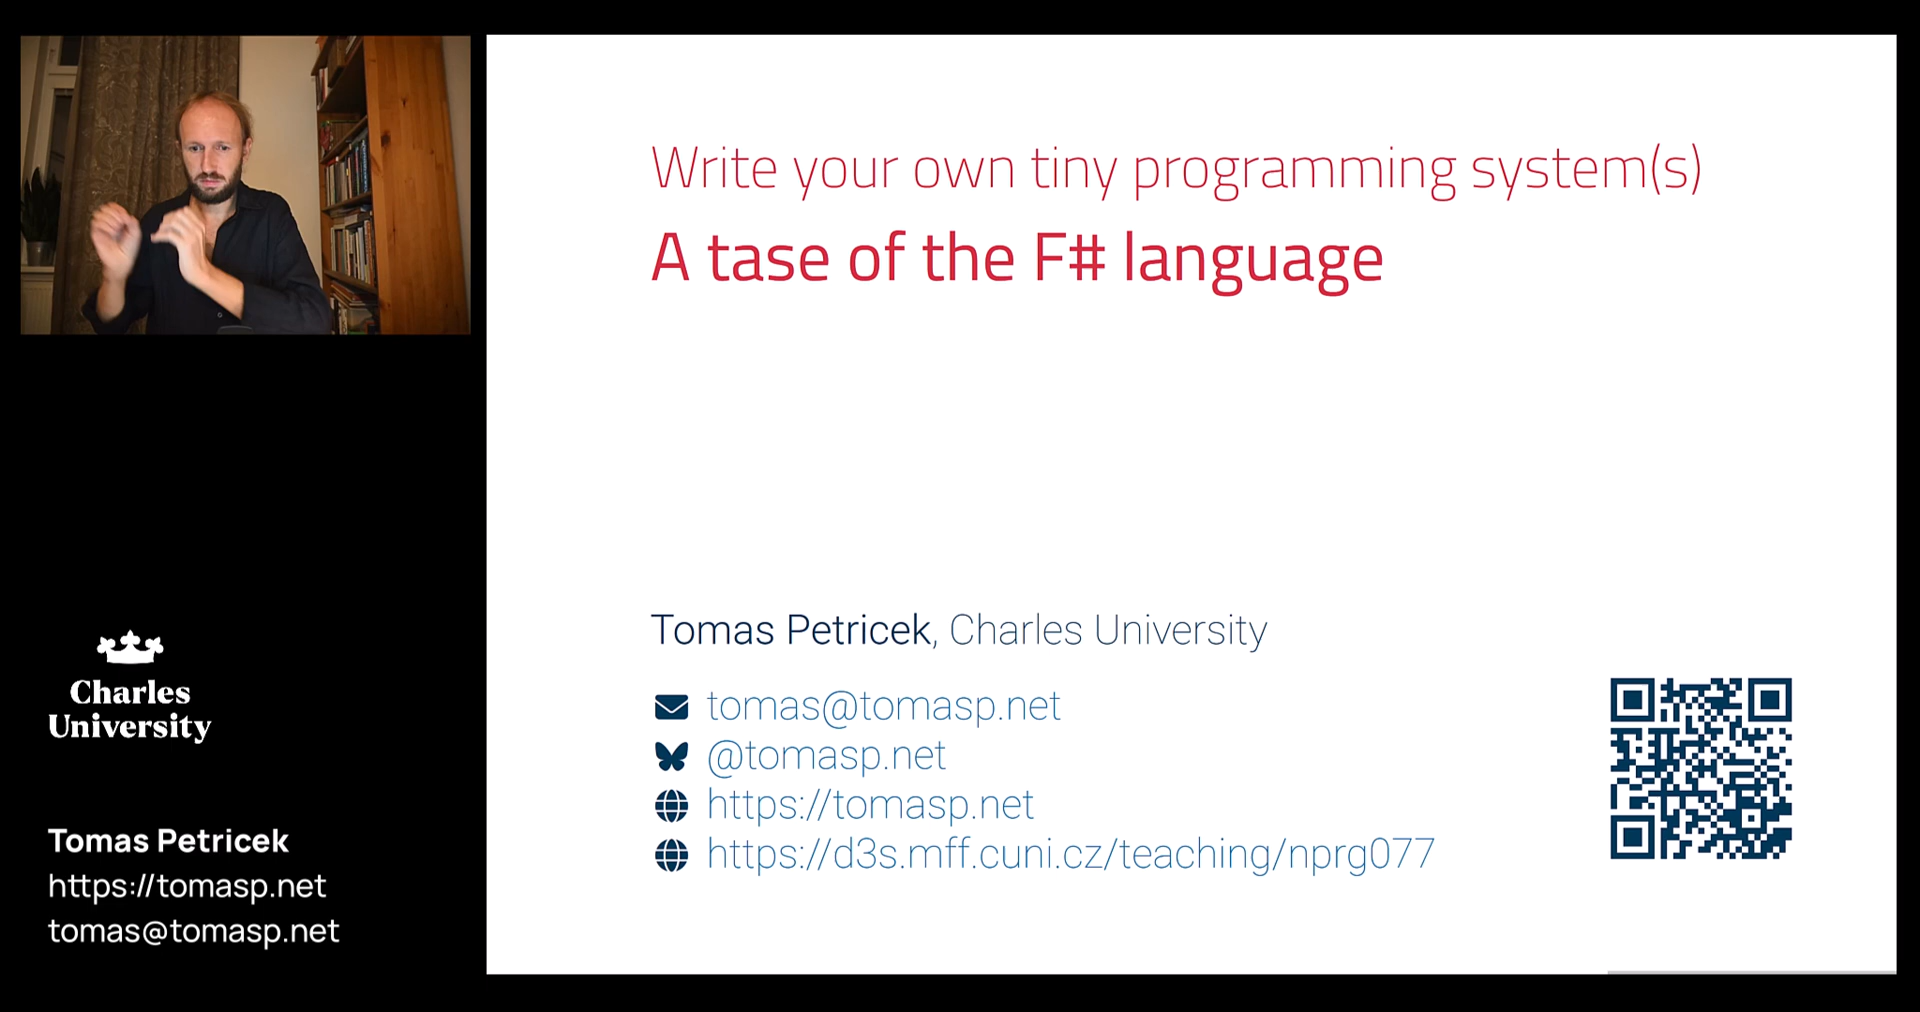 Write your own tiny programming system(s)
A tase of the F# language
Tomas Petricek, Charles University
tomas@tomasp.net
@tomasp.net
https://tomasp.net
https://d3s.mff.cuni.cz/teaching/nprg077
Charles
University
Tomas Petricek
https://tomasp.net
tomas@tomasp.net